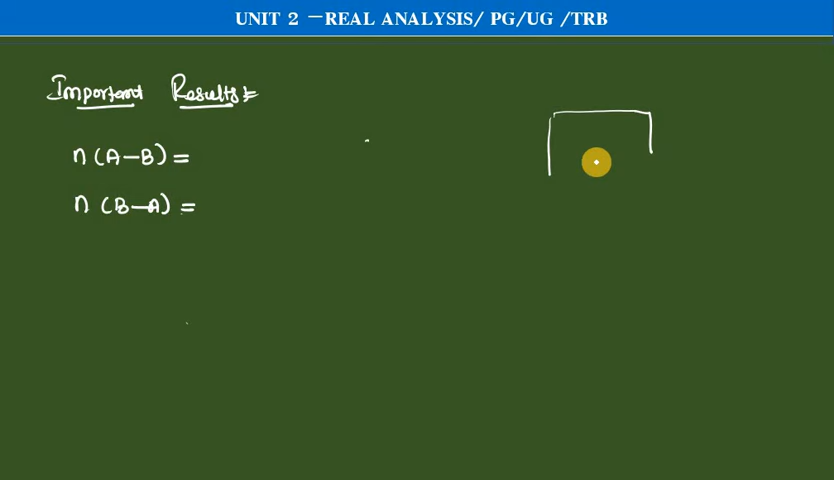 UNIT 2 – REAL ANALYSIS/ PG/UG /TRB
Important Results:
n(A-B) =
n(B-A) =